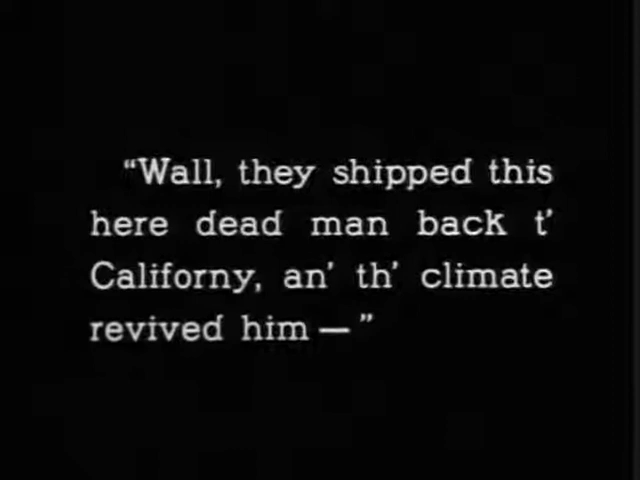 “Wall, they shipped this
here dead man back t’
Californy, an’ th’ climate
revived him — ”